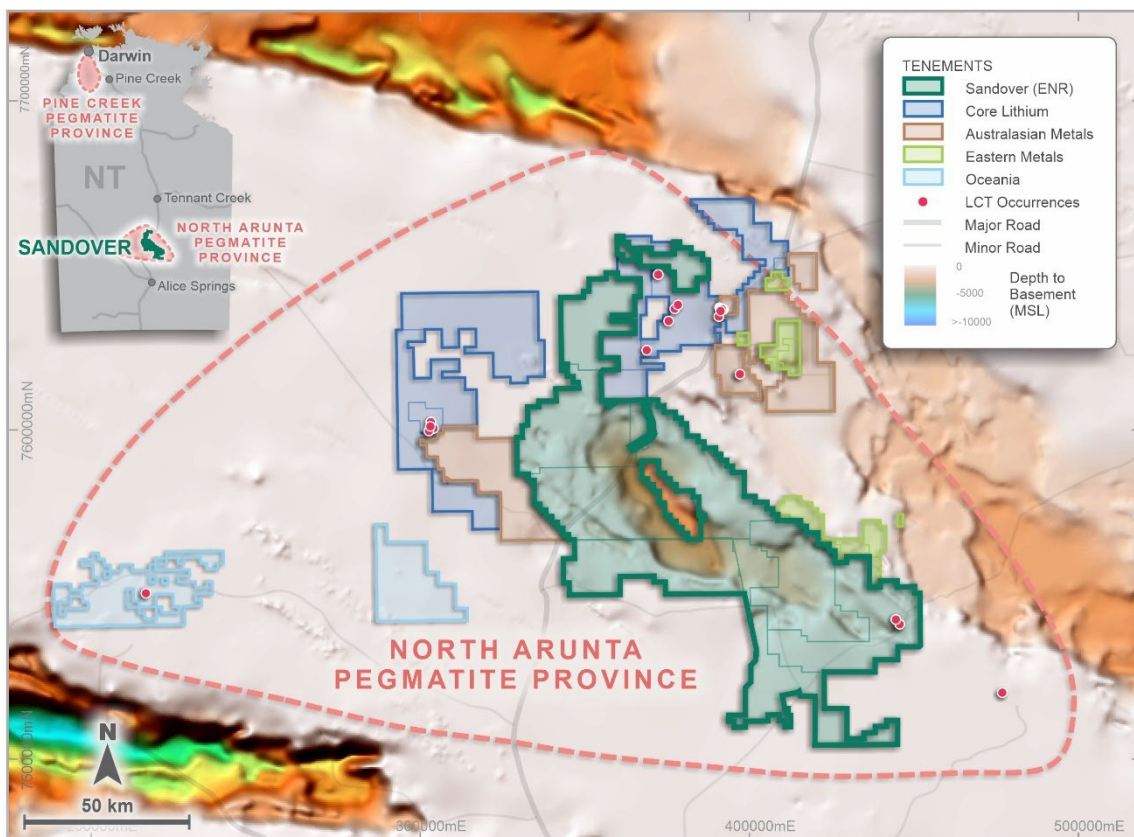 Darwin
Pine Creek
PINE CREEK
PEGMATITE
PROVINCE
NT
Tennant Creek
SANDOVER
NORTH ARUNTA
PEGMATITE
PROVINCE
Alice Springs
7700000mN
7600000mN
7500000mN
TENEMENTS
Sandover (ENR)
Core Lithium
Australasian Metals
Eastern Metals
Oceania
LCT Occurrences
Major Road
Minor Road
0
-5000
>-10000
Depth to
Basement
(MSL)
NORTH ARUNTA
PEGMATITE PROVINCE
N
50 km
200000mE
300000mE
400000mE
500000mE